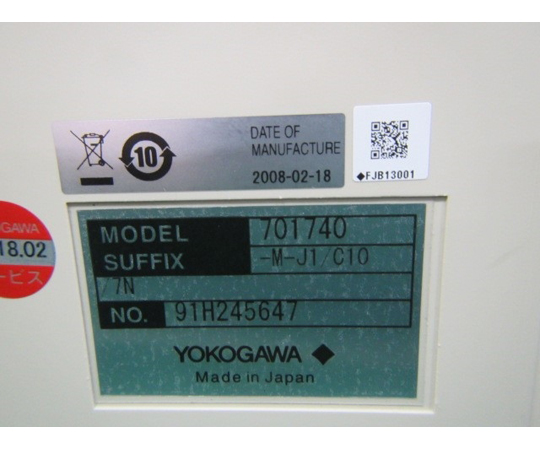 10
DATE OF
MANUFACTURE
2008-02-18
◆FJB13001
GAWA
18.02
ービス
MODEL 701740
SUFFIX -M-J1/C10
/7N
NO. 91H245647
YOKOGAWA ◆
Made in Japan